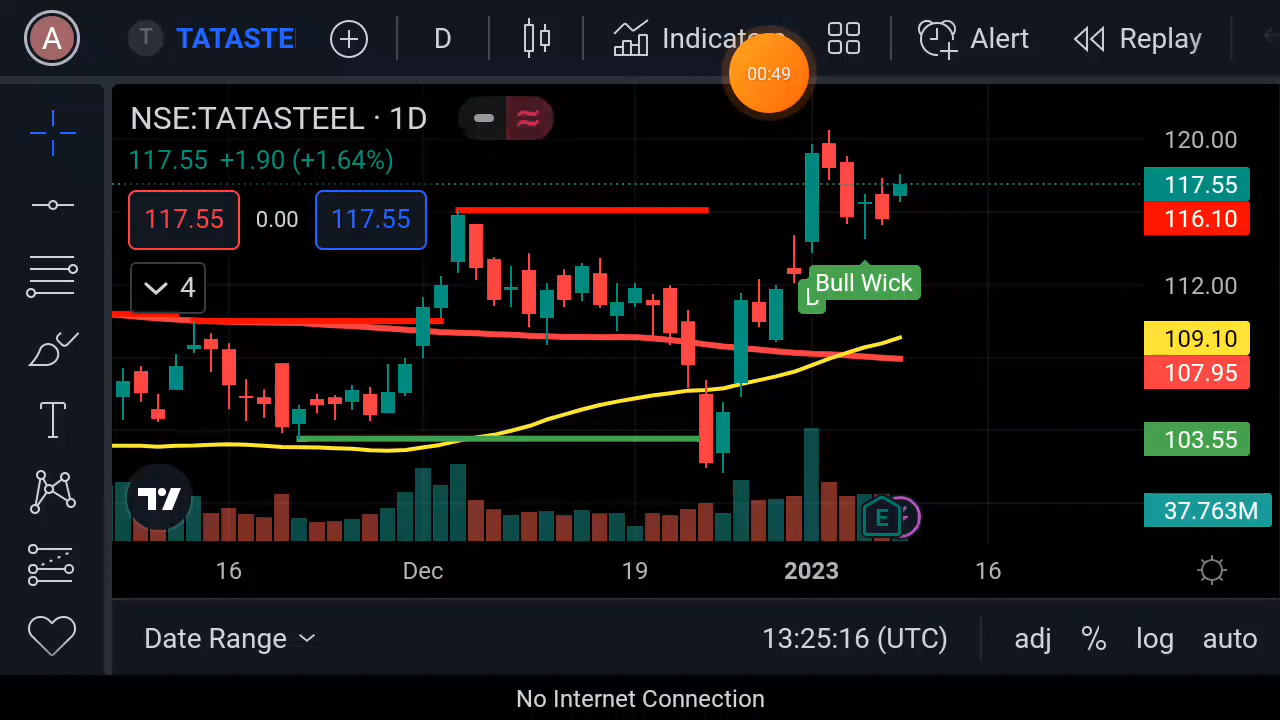 A
T
TATASTE
D
Indicators
00:49
Alert
Replay
NSE:TATASTEEL · 1D
117.55 +1.90 (+1.64%)
117.55
0.00
117.55
4
Bull Wick
120.00
117.55
116.10
112.00
109.10
107.95
103.55
37.763M
E
16
Dec
19
2023
16
Date Range
13:25:16 (UTC)
adj
%
log
auto
No Internet Connection